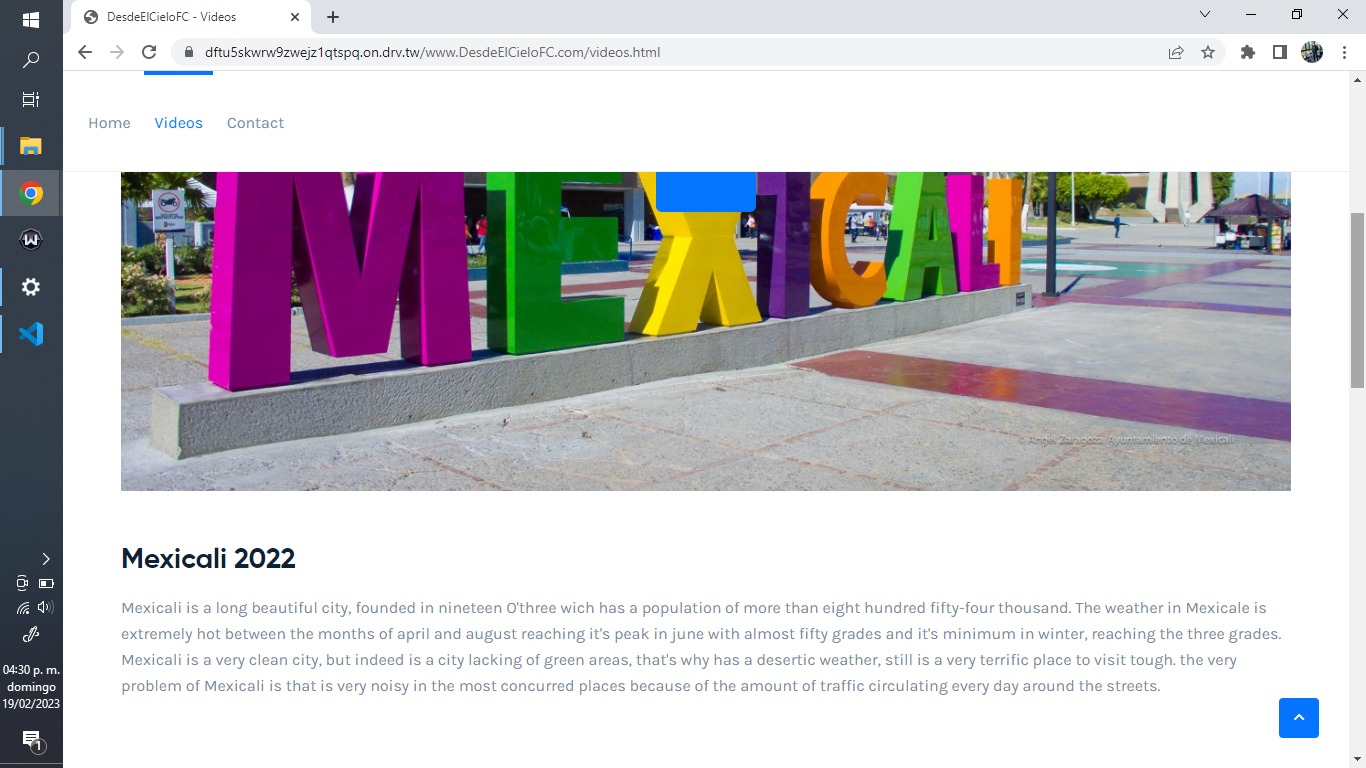 DesdeElCieloFC - Videos
dftu5skwrw9zwejz1qtspq.on.drv.tw/www.DesdeElCieloFC.com/videos.html
Home Videos Contact
MEXICALI
© Angel Zaragoza/Ayuntamiento de Mexicali
Mexicali 2022
Mexicali is a long beautiful city, founded in nineteen O'three wich has a population of more than eight hundred fifty-four thousand. The weather in Mexicale is
extremely hot between the months of april and august reaching it's peak in june with almost fifty grades and it's minimum in winter, reaching the three grades.
Mexicali is a very clean city, but indeed is a city lacking of green areas, that's why has a desertic weather, still is a very terrific place to visit tough. the very
problem of Mexicali is that is very noisy in the most concurred places because of the amount of traffic circulating every day around the streets.
04:30 p. m.
domingo
19/02/2023
1